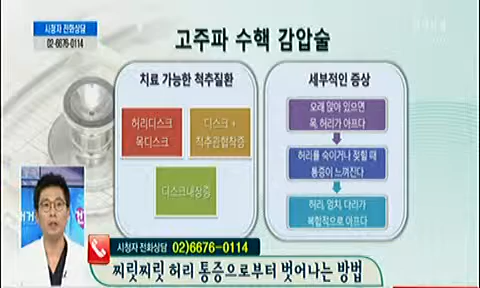 시청자 전화상담
02-6676-0114
고주파 수핵 감압술
치료 가능한 척추질환
허리디스크
목디스크
디스크 +
척추관협착증
디스크내장증
세부적인 증상
오래 앉아 있으면
목, 허리가 아프다
허리를 숙이거나 젖힐 때
통증이 느껴진다
허리, 엉치, 다리가
복합적으로 아프다
시청자 전화상담 02)6676-0114
찌릿찌릿 허리 통증으로부터 벗어나는 방법